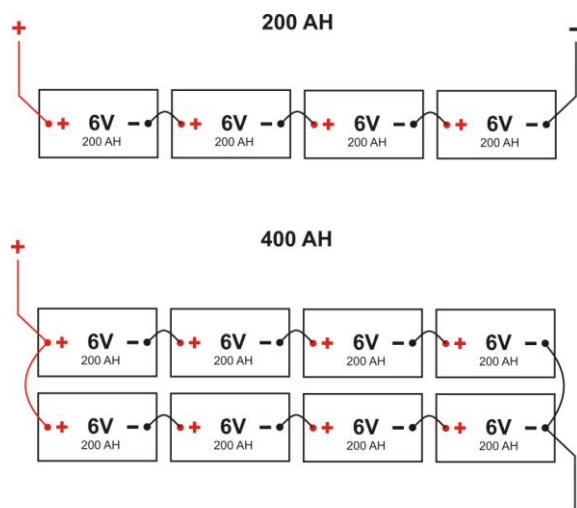 200 AH
+ −
+ 6V − + 6V − + 6V − + 6V −
200 AH 200 AH 200 AH 200 AH
400 AH
+
+ 6V − + 6V − + 6V − + 6V −
200 AH 200 AH 200 AH 200 AH
+ 6V − + 6V − + 6V − + 6V −
200 AH 200 AH 200 AH 200 AH